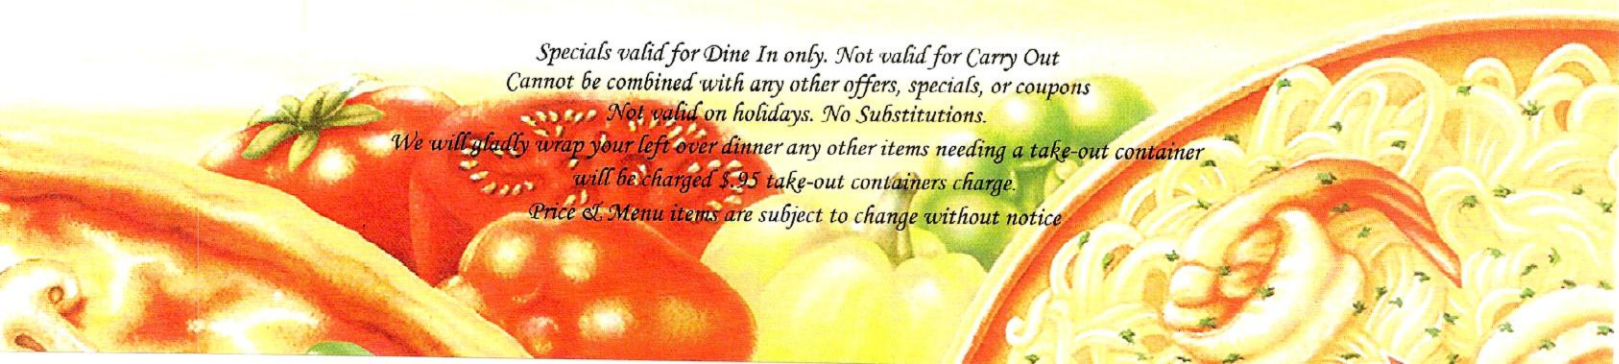 Specials valid for Dine In only. Not valid for Carry Out
Cannot be combined with any other offers, specials, or coupons
Not valid on holidays. No Substitutions.
We will gladly wrap your left over dinner any other items needing a take-out container
will be charged $.95 take-out containers charge.
Price & Menu items are subject to change without notice